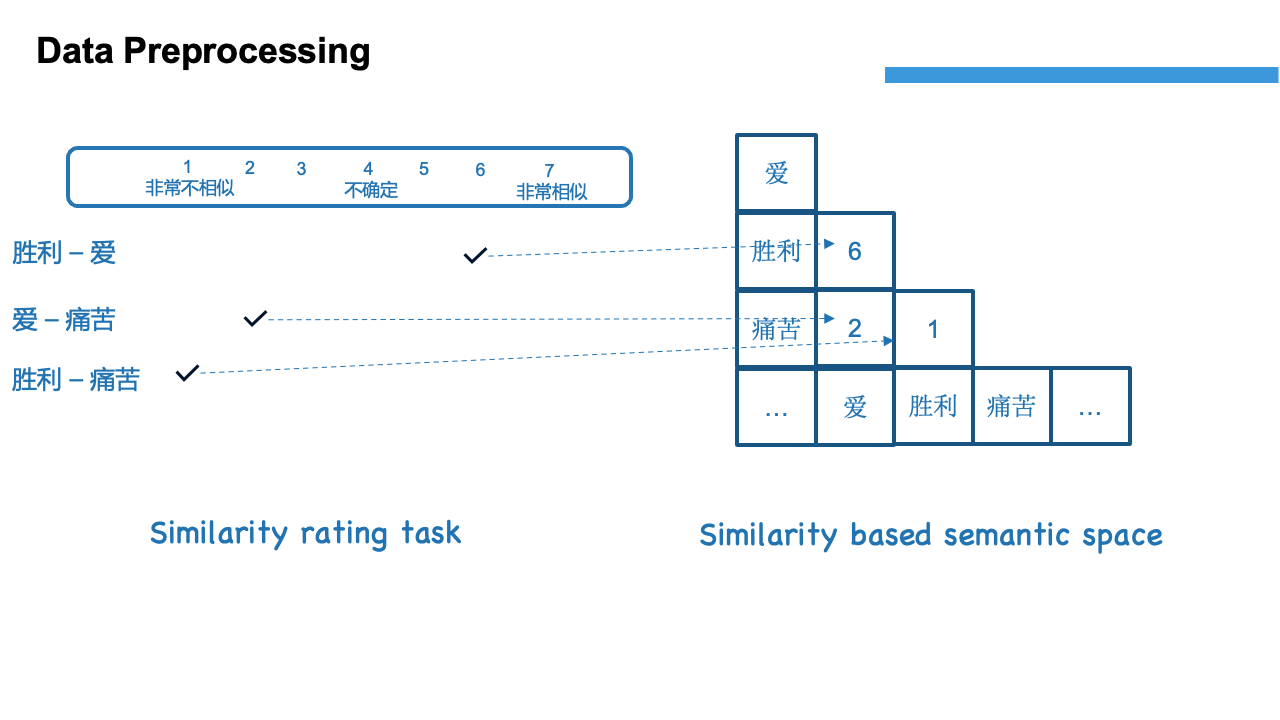 Data Preprocessing
1 2 3 4 5 6 7
非常不相似 不确定 非常相似
胜利 – 爱
爱 – 痛苦
胜利 – 痛苦
爱
胜利 6
痛苦 2 1
... 爱 胜利 痛苦 ...
Similarity rating task
Similarity based semantic space